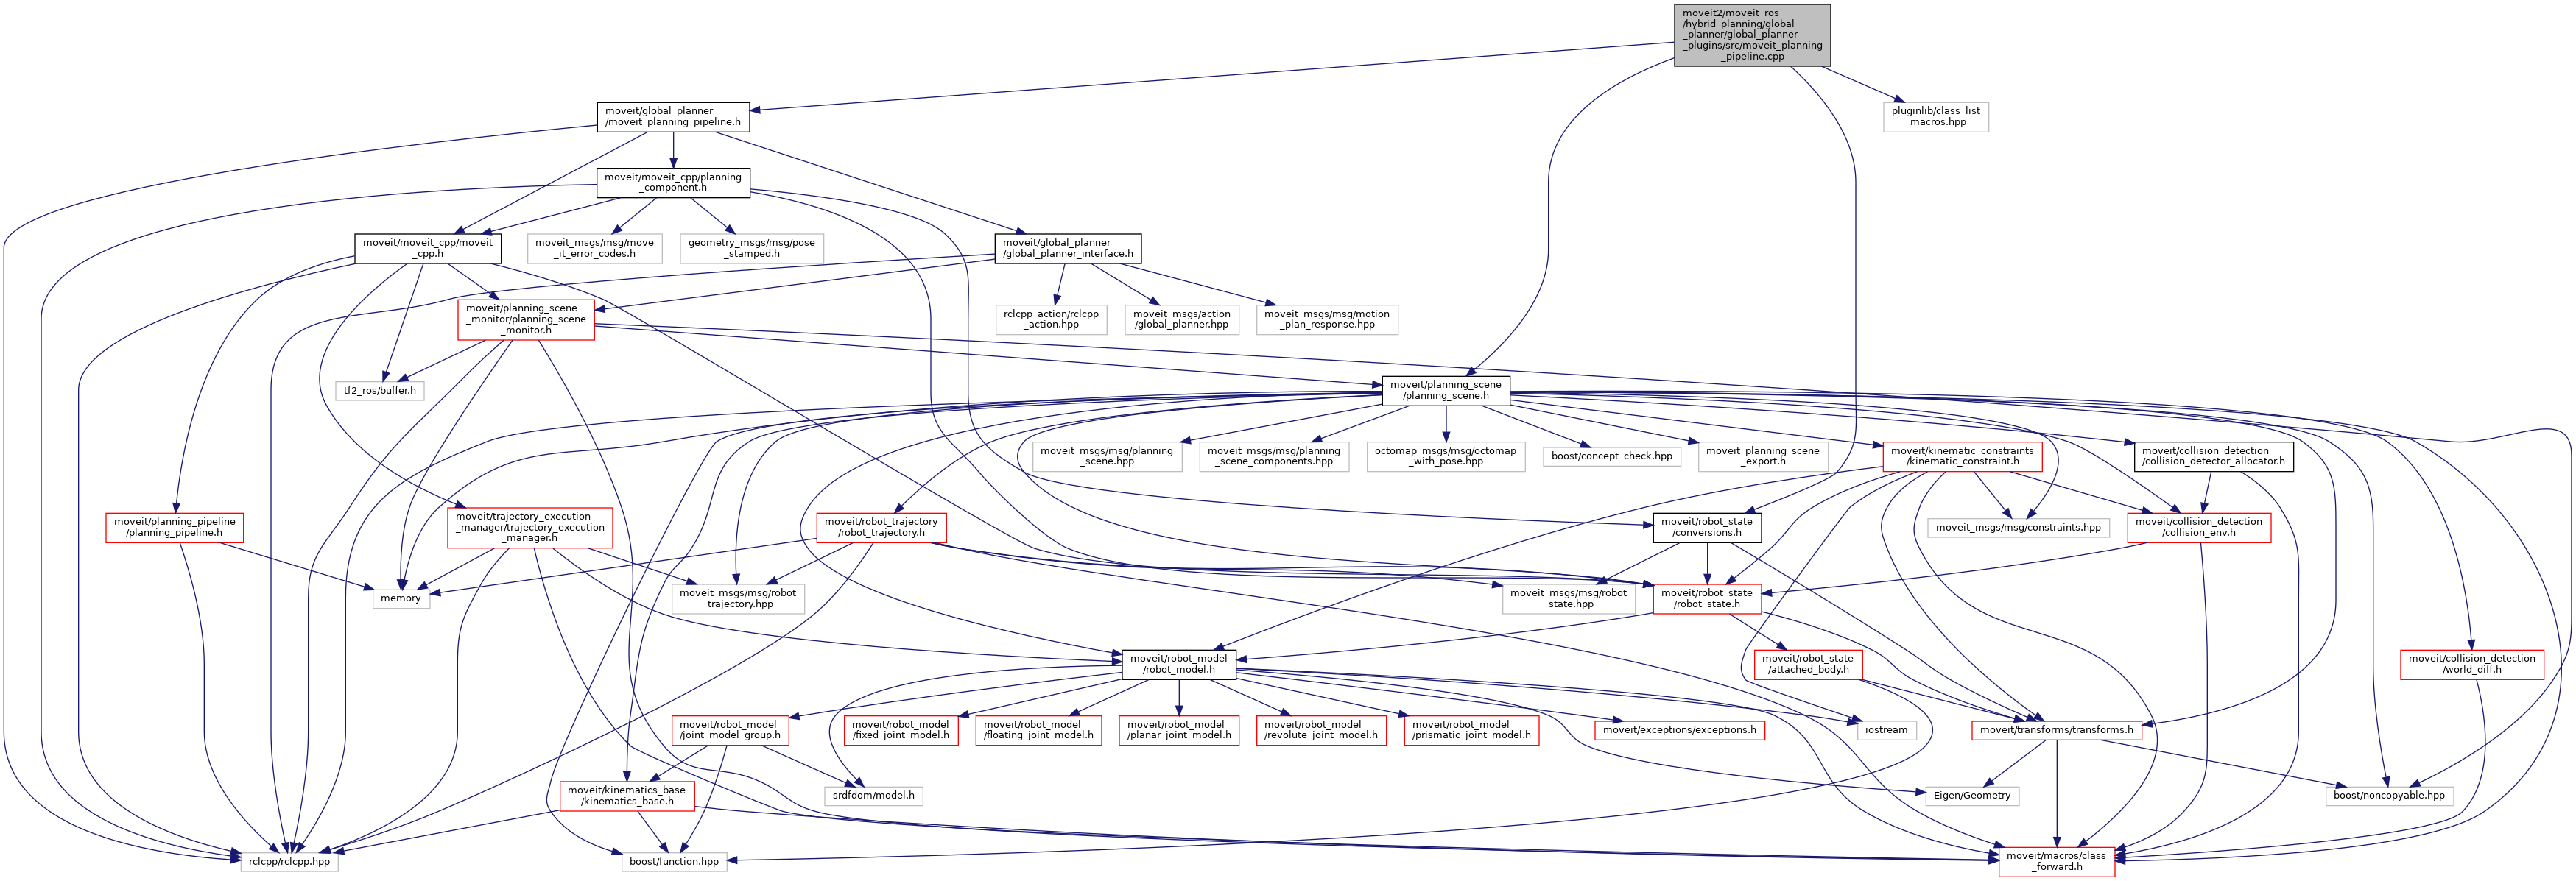 moveit2/moveit_ros
/hybrid_planning/global
_planner/global_planner
_plugins/src/moveit_planning
_pipeline.cpp
moveit/global_planner
/moveit_planning_pipeline.h
pluginlib/class_list
_macros.hpp
moveit/moveit_cpp/planning
_component.h
moveit/moveit_cpp/moveit
_cpp.h
moveit_msgs/msg/move
_it_error_codes.h
geometry_msgs/msg/pose
_stamped.h
moveit/global_planner
/global_planner_interface.h
moveit/planning_scene
_monitor/planning_scene
_monitor.h
rclcpp_action/rclcpp
_action.hpp
moveit_msgs/action
/global_planner.hpp
moveit_msgs/msg/motion
_plan_response.hpp
tf2_ros/buffer.h
moveit/planning_scene
/planning_scene.h
moveit_msgs/msg/planning
_scene.hpp
moveit_msgs/msg/planning
_scene_components.hpp
octomap_msgs/msg/octomap
_with_pose.hpp
boost/concept_check.hpp
moveit_planning_scene
_export.h
moveit/kinematic_constraints
/kinematic_constraint.h
moveit/collision_detection
/collision_detector_allocator.h
moveit/planning_pipeline
/planning_pipeline.h
moveit/trajectory_execution
_manager/trajectory_execution
_manager.h
moveit/robot_trajectory
/robot_trajectory.h
moveit/robot_state
/conversions.h
moveit_msgs/msg/constraints.hpp
moveit/collision_detection
/collision_env.h
memory
moveit_msgs/msg/robot
_trajectory.hpp
moveit_msgs/msg/robot
_state.hpp
moveit/robot_state
/robot_state.h
moveit/robot_model
/robot_model.h
moveit/robot_state
/attached_body.h
moveit/collision_detection
/world_diff.h
moveit/robot_model
/joint_model_group.h
moveit/robot_model
/fixed_joint_model.h
moveit/robot_model
/floating_joint_model.h
moveit/robot_model
/planar_joint_model.h
moveit/robot_model
/revolute_joint_model.h
moveit/robot_model
/prismatic_joint_model.h
moveit/exceptions/exceptions.h
iostream
moveit/transforms/transforms.h
moveit/kinematics_base
/kinematics_base.h
srdfdom/model.h
Eigen/Geometry
boost/noncopyable.hpp
rclcpp/rclcpp.hpp
boost/function.hpp
moveit/macros/class
_forward.h